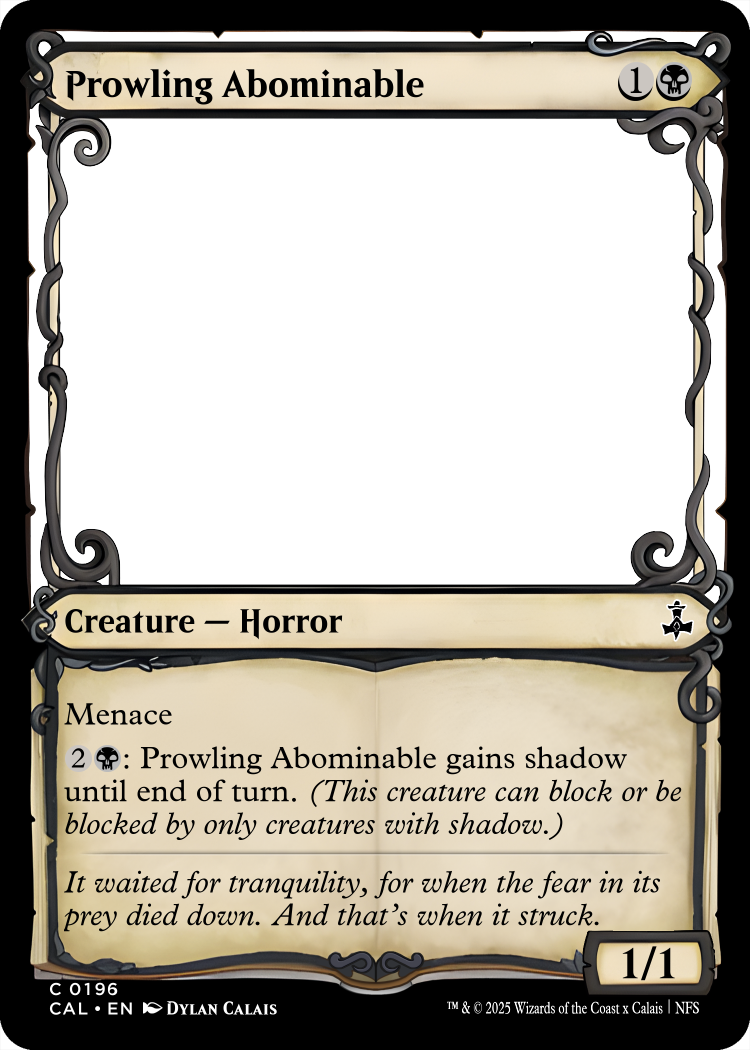 Prowling Abominable 1
Creature — Horror
Menace
2: Prowling Abominable gains shadow
until end of turn. (This creature can block or be
blocked by only creatures with shadow.)
It waited for tranquility, for when the fear in its
prey died down. And that's when it struck.
1/1
C 0196
CAL • EN DYLAN CALAIS
™ & © 2025 Wizards of the Coast x Calais | NFS